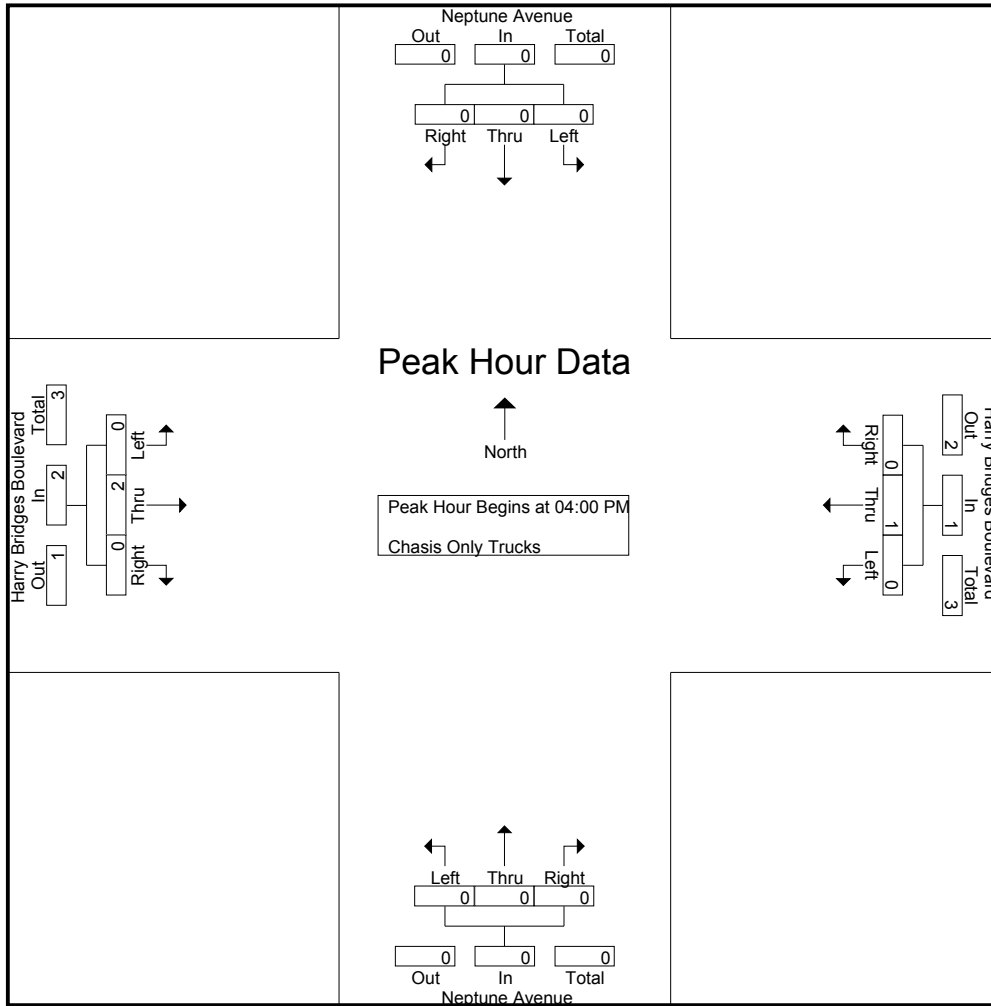 Neptune Avenue
Out In Total
0 0 0
0 0 0
Right Thru Left
Peak Hour Data
North
Peak Hour Begins at 04:00 PM
Chasis Only Trucks
Harry Bridges Boulevard
Out In Total
1 2 3
Left Thru Right
0 2 0
Harry Bridges Boulevard
Out In Total
2 1 3
Right Thru Left
0 1 0
Left Thru Right
0 0 0
0 0 0
Out In Total
Neptune Avenue